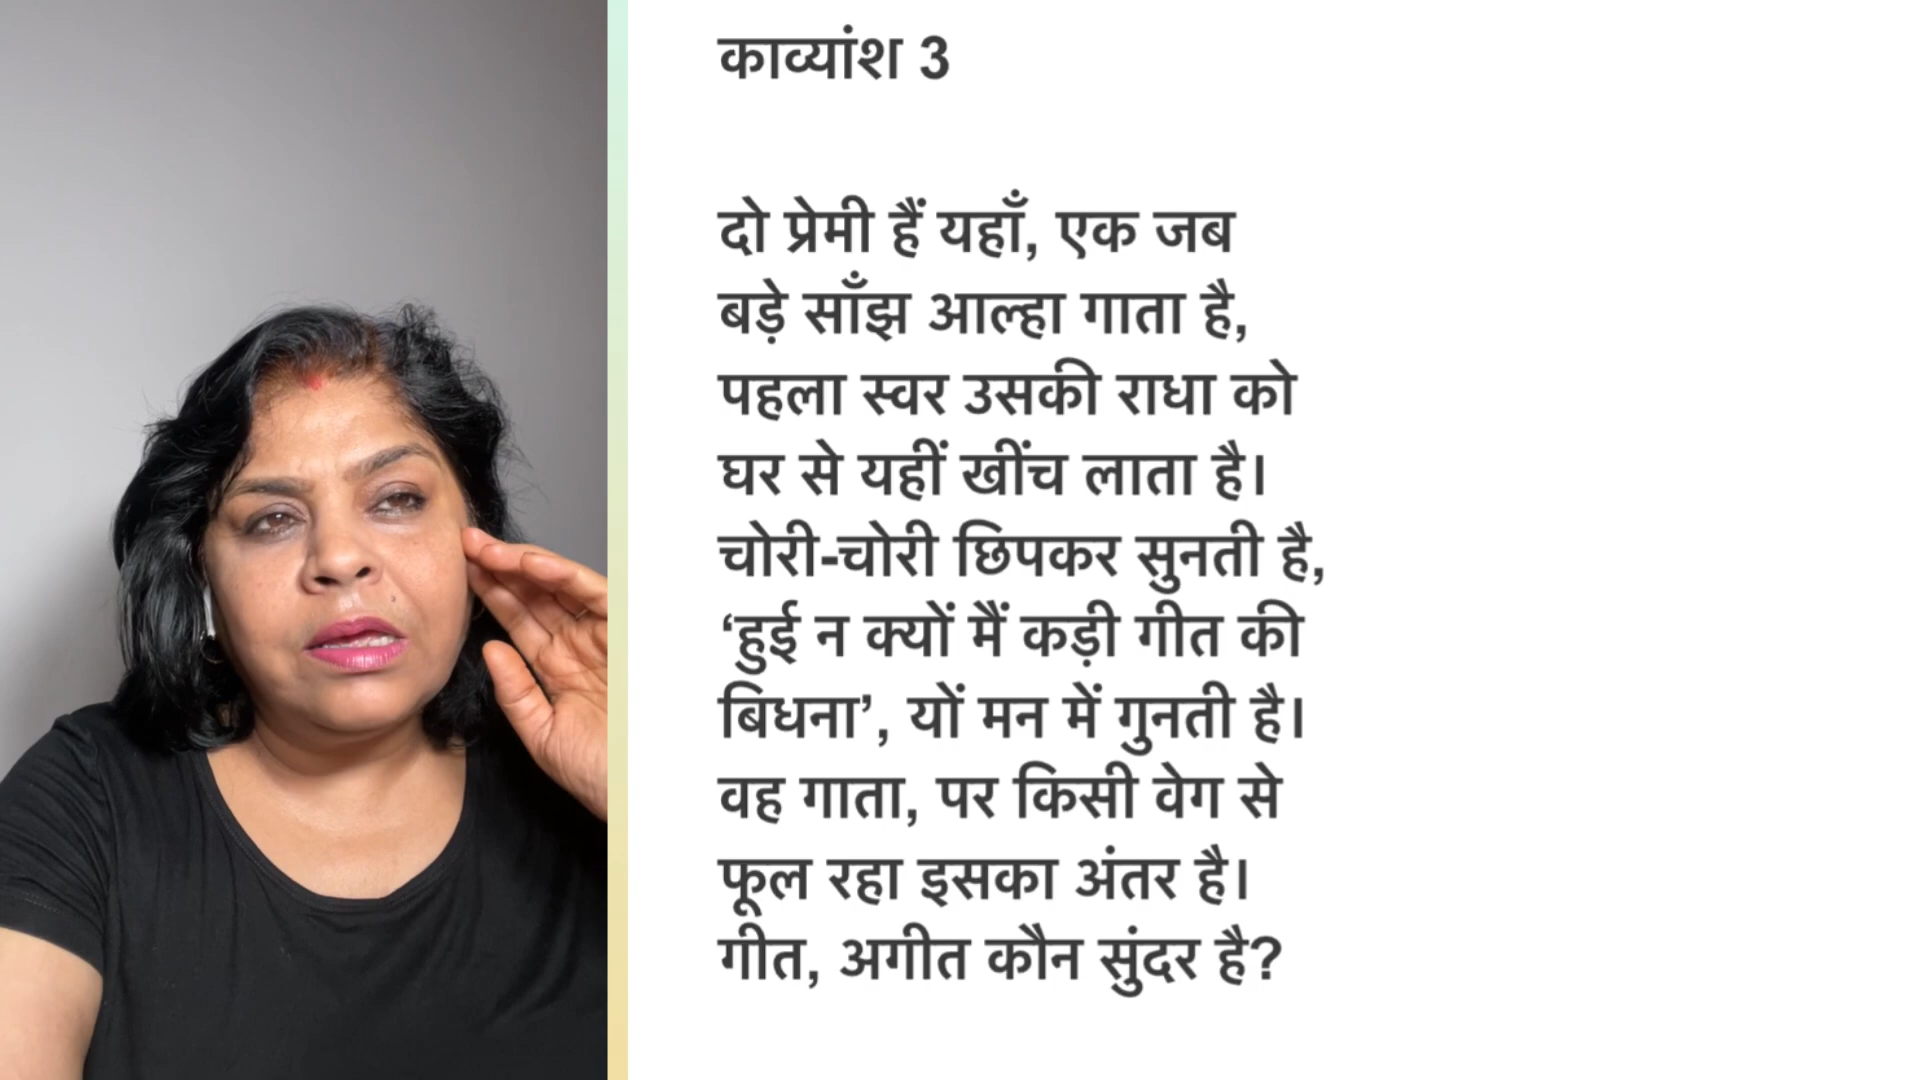 काव्यांश 3
दो प्रेमी हैं यहाँ, एक जब
बड़े साँझ आल्हा गाता है,
पहला स्वर उसकी राधा को
घर से यहीं खींच लाता है।
चोरी-चोरी छिपकर सुनती है,
‘हुई न क्यों मैं कड़ी गीत की
बिधना’, यों मन में गुनती है।
वह गाता, पर किसी वेग से
फूल रहा इसका अंतर है।
गीत, अगीत कौन सुंदर है?